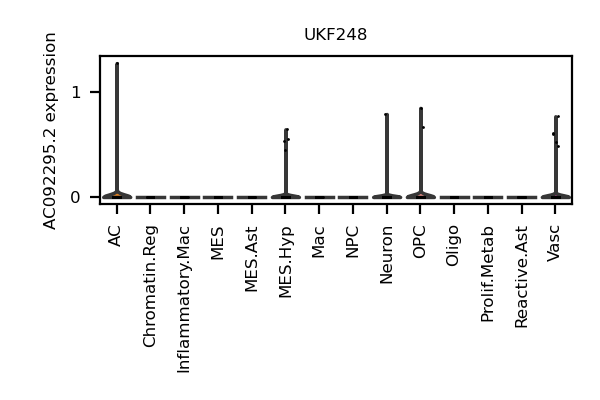 UKF248
AC092295.2 expression
1
0
AC
Chromatin.Reg
Inflammatory.Mac
MES
MES.Ast
MES.Hyp
Mac
NPC
Neuron
OPC
Oligo
Prolif.Metab
Reactive.Ast
Vasc